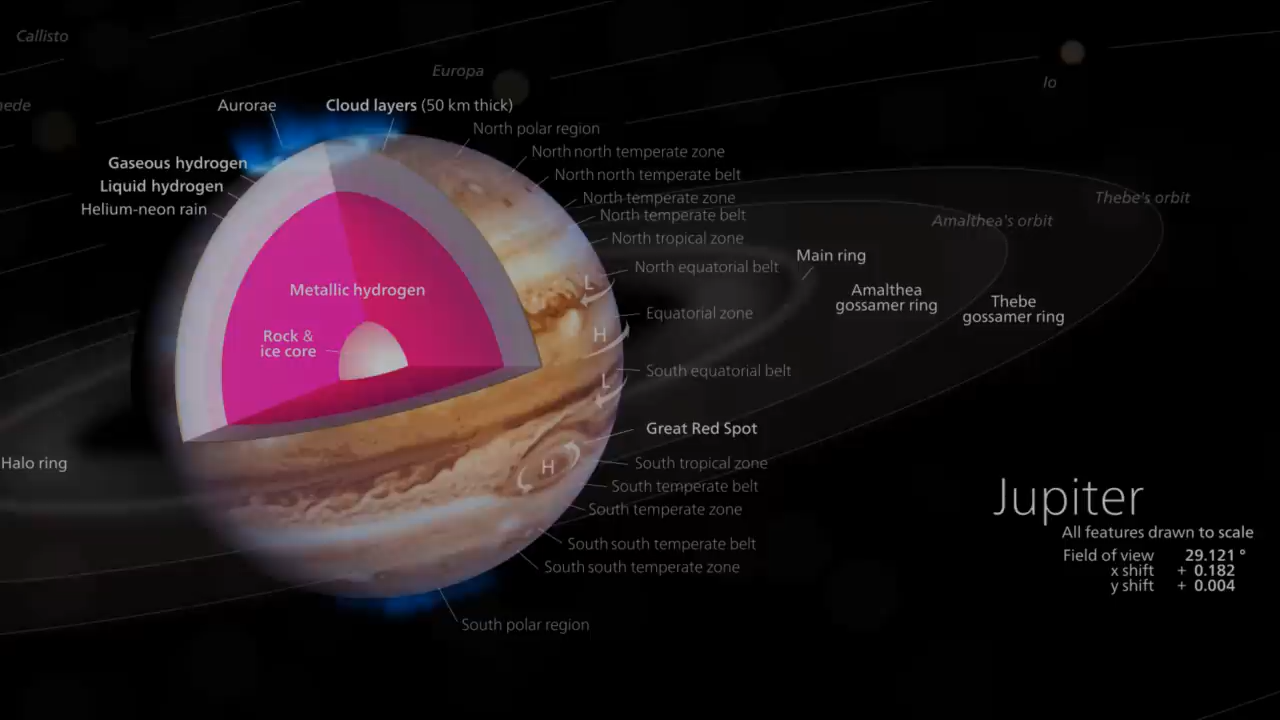 Callisto
Europa
Io
nede
Aurorae
Cloud layers (50 km thick)
North polar region
North north temperate zone
Gaseous hydrogen
North north temperate belt
Liquid hydrogen
North temperate zone
Thebe's orbit
Helium-neon rain
North temperate belt
Amalthea's orbit
North tropical zone
Main ring
North equatorial belt
L
Metallic hydrogen
Amalthea
gossamer ring
Thebe
gossamer ring
Equatorial zone
H
Rock &
ice core
South equatorial belt
L
Great Red Spot
Halo ring
South tropical zone
H
South temperate belt
South temperate zone
Jupiter
All features drawn to scale
South south temperate belt
Field of view 29.121 °
South south temperate zone
x shift + 0.182
y shift + 0.004
South polar region